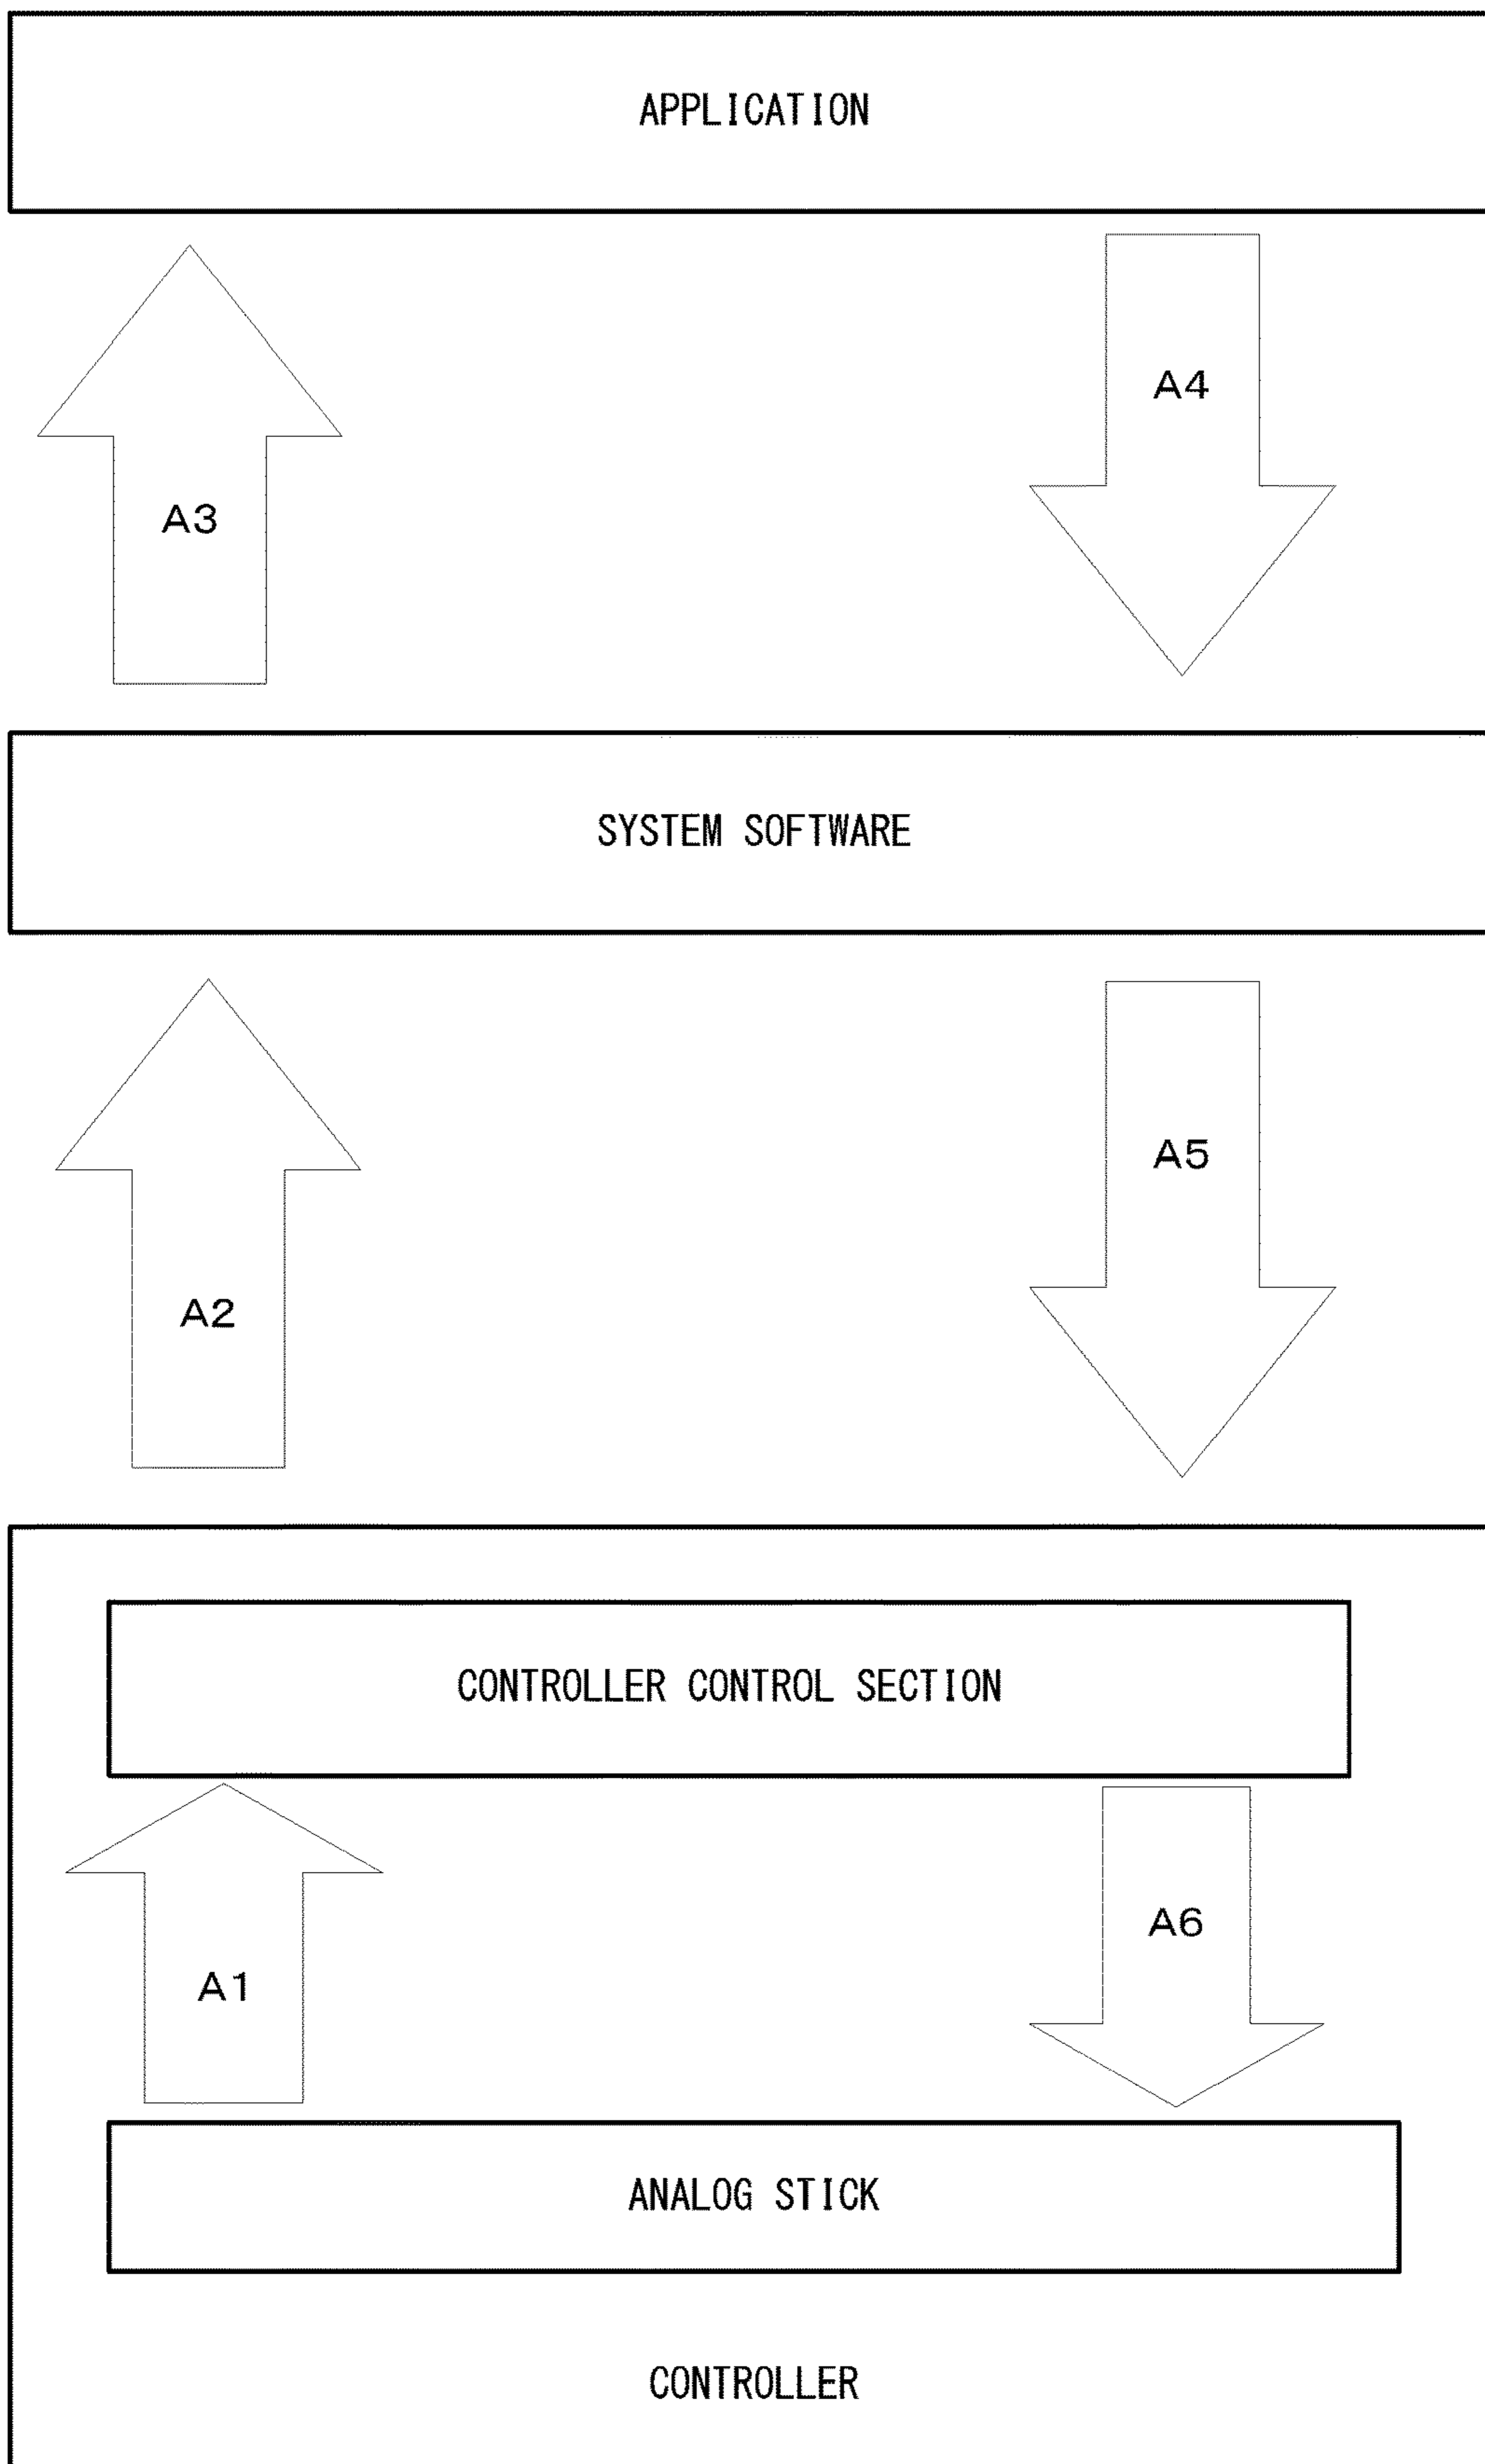 APPLICATION
A4
A3
SYSTEM SOFTWARE
A5
A2
CONTROLLER CONTROL SECTION
A6
A1
ANALOG STICK
CONTROLLER